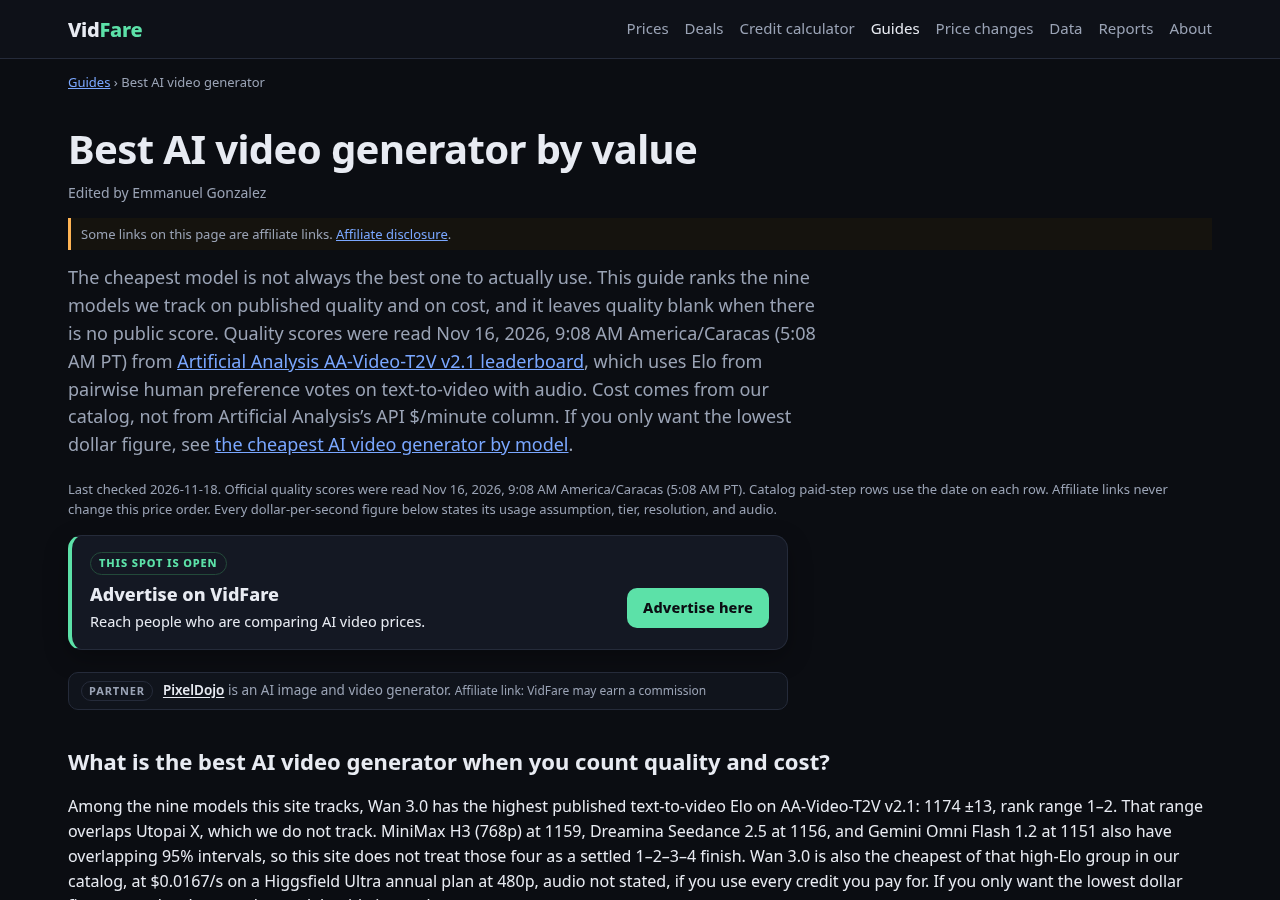 VidFare
Prices Deals Credit calculator Guides Price changes Data Reports About
Guides › Best AI video generator
Best AI video generator by value
Edited by Emmanuel Gonzalez
Some links on this page are affiliate links. Affiliate disclosure.
The cheapest model is not always the best one to actually use. This guide ranks the nine
models we track on published quality and on cost, and it leaves quality blank when there
is no public score. Quality scores were read Nov 16, 2026, 9:08 AM America/Caracas (5:08
AM PT) from Artificial Analysis AA-Video-T2V v2.1 leaderboard, which uses Elo from
pairwise human preference votes on text-to-video with audio. Cost comes from our
catalog, not from Artificial Analysis’s API $/minute column. If you only want the lowest
dollar figure, see the cheapest AI video generator by model.
Last checked 2026-11-18. Official quality scores were read Nov 16, 2026, 9:08 AM America/Caracas (5:08 AM PT). Catalog paid-step rows use the date on each row. Affiliate links never
change this price order. Every dollar-per-second figure below states its usage assumption, tier, resolution, and audio.
THIS SPOT IS OPEN
Advertise on VidFare
Reach people who are comparing AI video prices.
Advertise here
PARTNER PixelDojo is an AI image and video generator. Affiliate link: VidFare may earn a commission
What is the best AI video generator when you count quality and cost?
Among the nine models this site tracks, Wan 3.0 has the highest published text-to-video Elo on AA-Video-T2V v2.1: 1174 ±13, rank range 1–2. That range
overlaps Utopai X, which we do not track. MiniMax H3 (768p) at 1159, Dreamina Seedance 2.5 at 1156, and Gemini Omni Flash 1.2 at 1151 also have
overlapping 95% intervals, so this site does not treat those four as a settled 1–2–3–4 finish. Wan 3.0 is also the cheapest of that high-Elo group in our
catalog, at $0.0167/s on a Higgsfield Ultra annual plan at 480p, audio not stated, if you use every credit you pay for. If you only want the lowest dollar